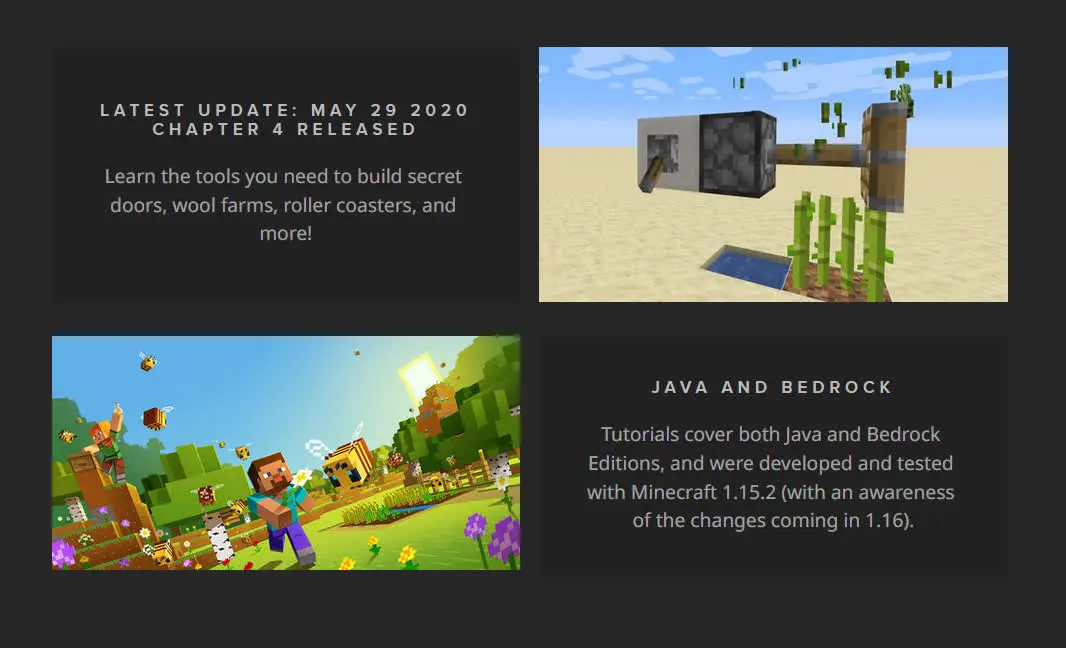 LATEST UPDATE: MAY 29 2020
CHAPTER 4 RELEASED
Learn the tools you need to build secret
doors, wool farms, roller coasters, and
more!
JAVA AND BEDROCK
Tutorials cover both Java and Bedrock
Editions, and were developed and tested
with Minecraft 1.15.2 (with an awareness
of the changes coming in 1.16).